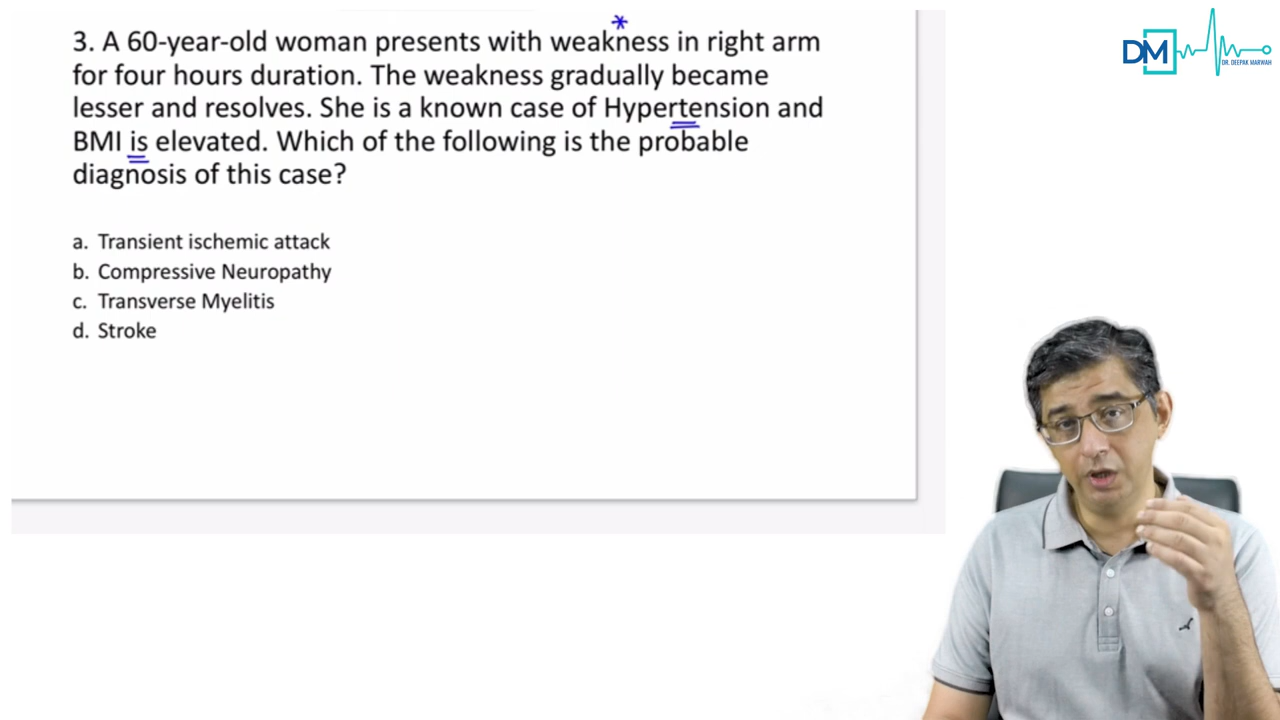 3. A 60-year-old woman presents with weakness in right arm
for four hours duration. The weakness gradually became
lesser and resolves. She is a known case of Hypertension and
BMI is elevated. Which of the following is the probable
diagnosis of this case?
a. Transient ischemic attack
b. Compressive Neuropathy
c. Transverse Myelitis
d. Stroke
DM
DR. DEEPAK MARWAH